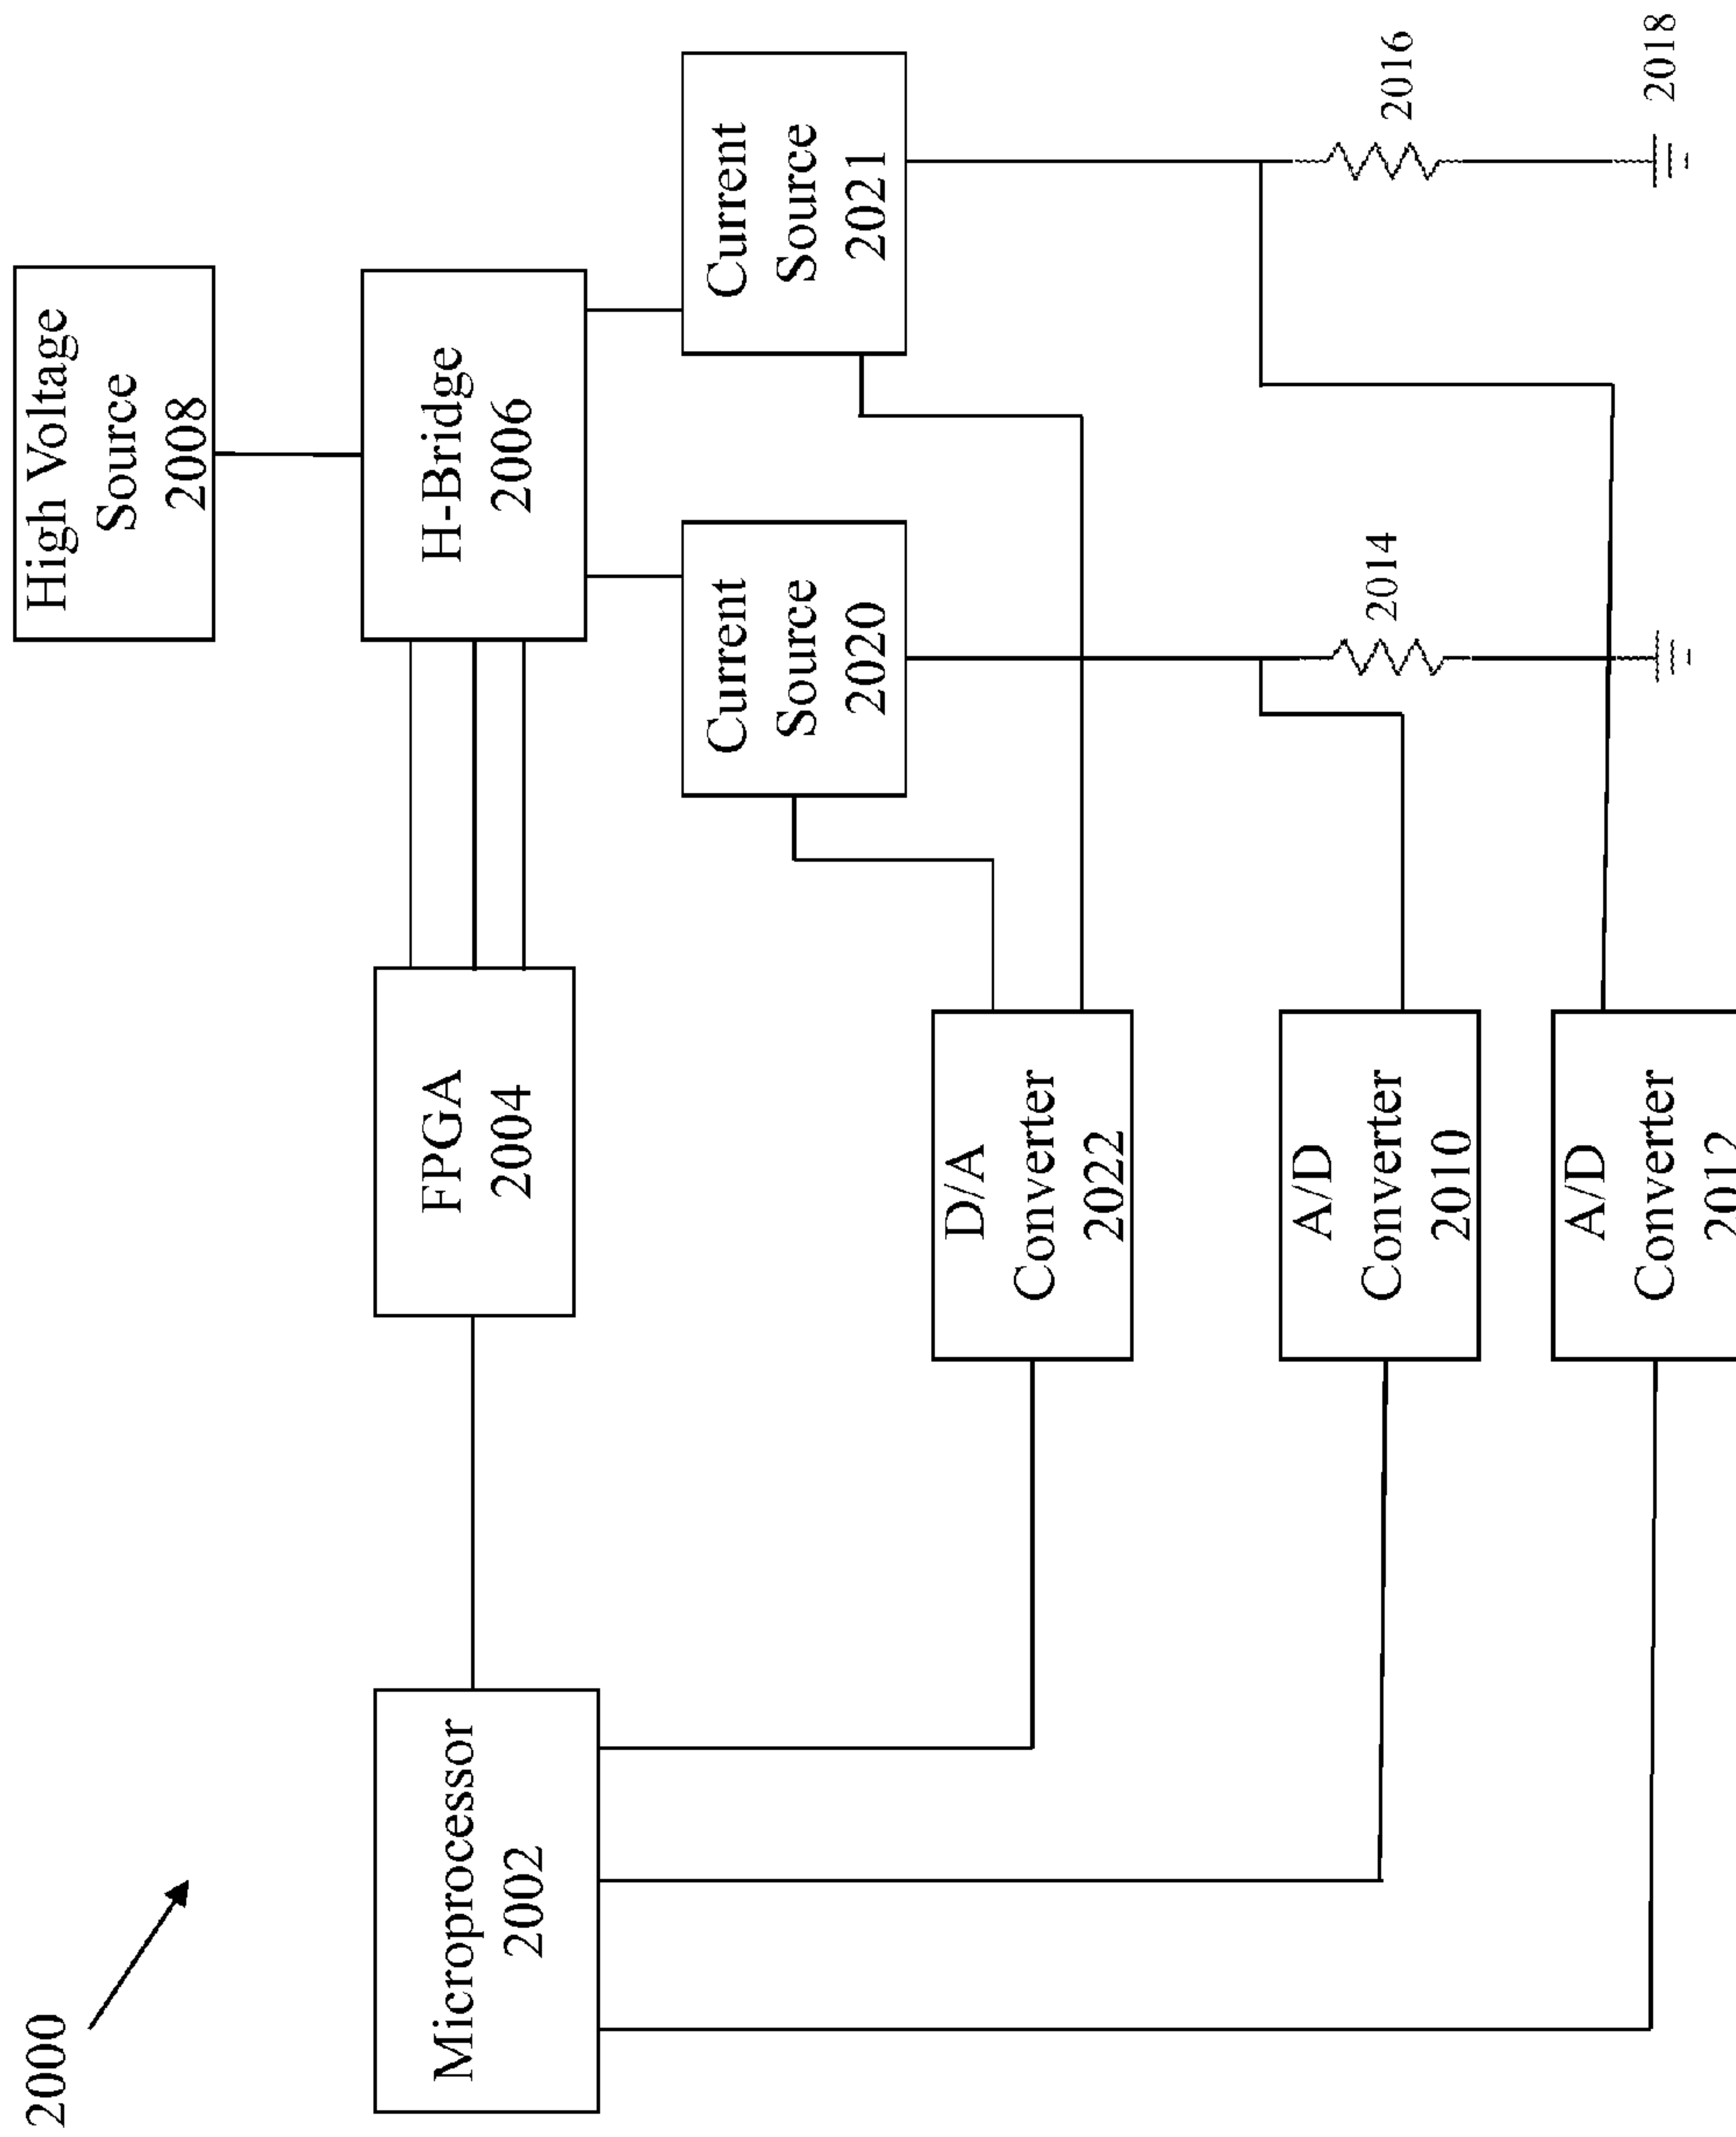 2000
High Voltage
Source
2008
Microprocessor
2002
FPGA
2004
H-Bridge
2006
Current
Source
2020
Current
Source
2021
D/A
Converter
2022
A/D
Converter
2010
2014
2016
A/D
Converter
2012
2018